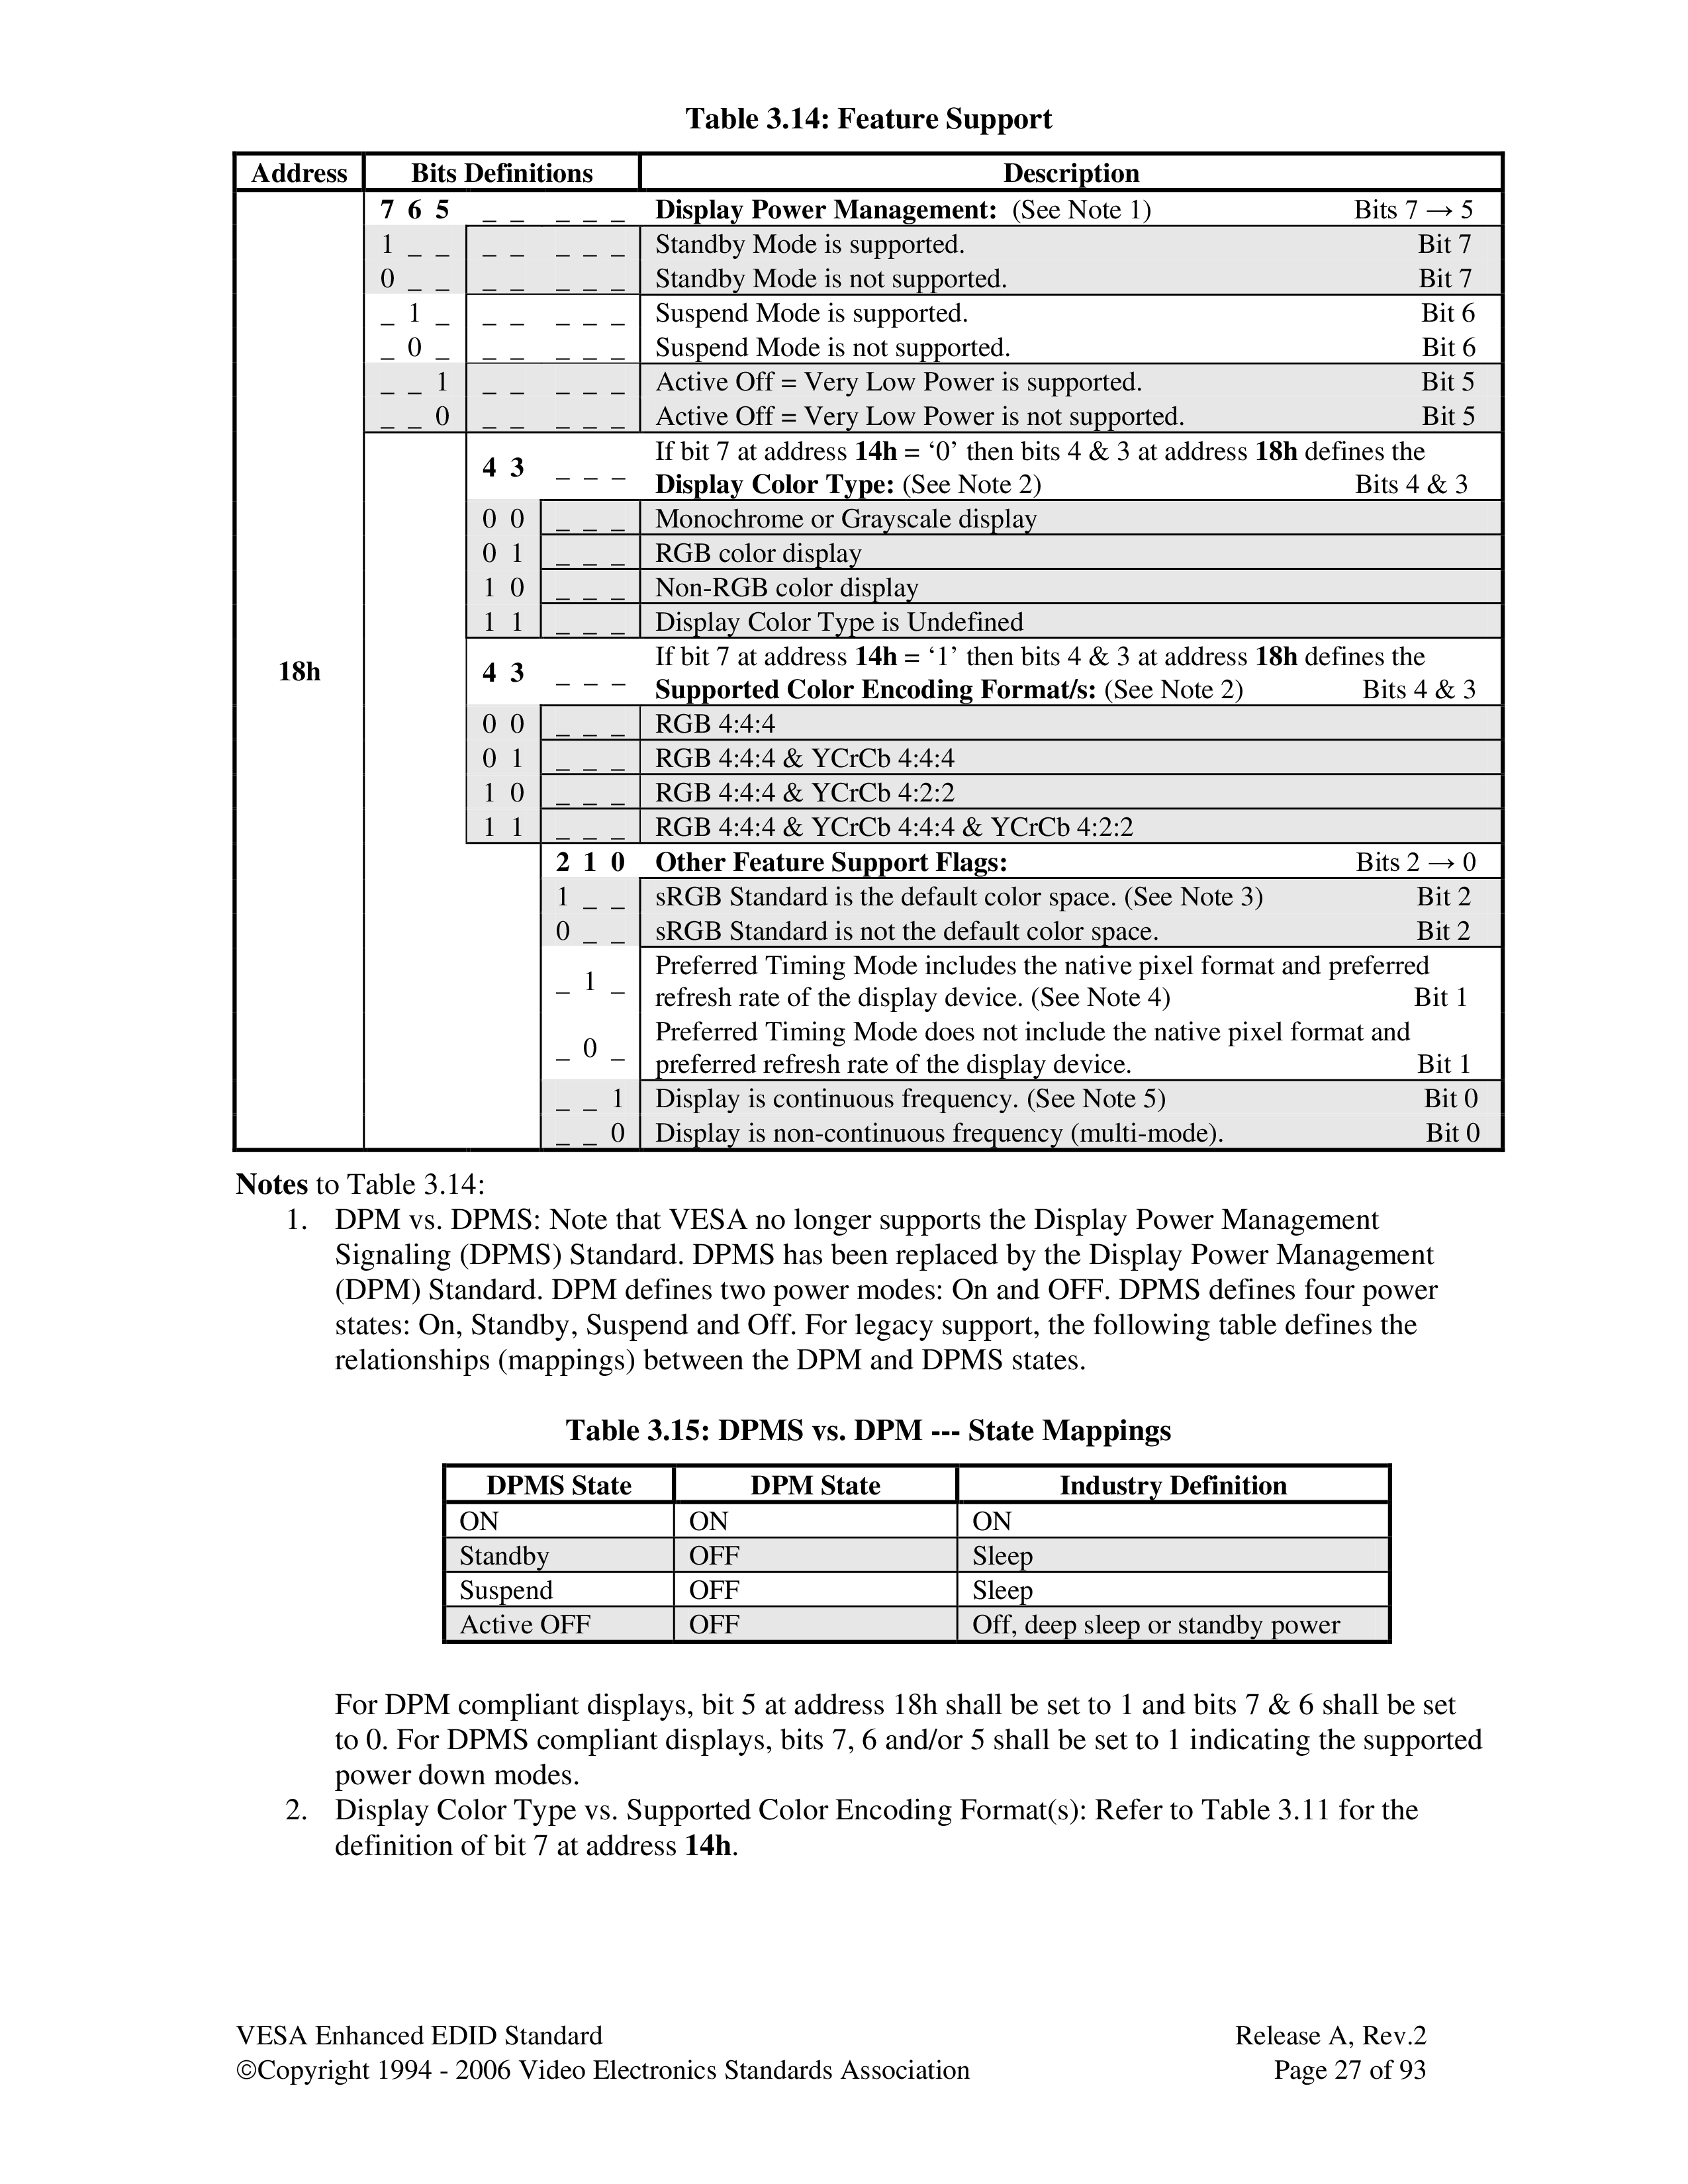 Table 3.14: Feature Support
Address Bits Definitions Description
7 6 5 _ _ _ _ _ Display Power Management: (See Note 1) Bits 7 → 5
1 _ _ _ _ _ _ _ Standby Mode is supported. Bit 7
0 _ _ _ _ _ _ _ Standby Mode is not supported. Bit 7
_ 1 _ _ _ _ _ _ Suspend Mode is supported. Bit 6
_ 0 _ _ _ _ _ _ Suspend Mode is not supported. Bit 6
_ _ 1 _ _ _ _ _ Active Off = Very Low Power is supported. Bit 5
_ _ 0 _ _ _ _ _ Active Off = Very Low Power is not supported. Bit 5
If bit 7 at address 14h = ‘0’ then bits 4 & 3 at address 18h defines the
4 3 _ _ _ Display Color Type: (See Note 2) Bits 4 & 3
0 0 _ _ _ Monochrome or Grayscale display
0 1 _ _ _ RGB color display
1 0 _ _ _ Non-RGB color display
1 1 _ _ _ Display Color Type is Undefined
If bit 7 at address 14h = ‘1’ then bits 4 & 3 at address 18h defines the
18h 4 3 _ _ _ Supported Color Encoding Format/s: (See Note 2) Bits 4 & 3
0 0 _ _ _ RGB 4:4:4
0 1 _ _ _ RGB 4:4:4 & YCrCb 4:4:4
1 0 _ _ _ RGB 4:4:4 & YCrCb 4:2:2
1 1 _ _ _ RGB 4:4:4 & YCrCb 4:4:4 & YCrCb 4:2:2
2 1 0 Other Feature Support Flags: Bits 2 → 0
1 _ _ sRGB Standard is the default color space. (See Note 3) Bit 2
0 _ _ sRGB Standard is not the default color space. Bit 2
_ 1 _ Preferred Timing Mode includes the native pixel format and preferred
refresh rate of the display device. (See Note 4) Bit 1
_ 0 _ Preferred Timing Mode does not include the native pixel format and
preferred refresh rate of the display device. Bit 1
_ _ 1 Display is continuous frequency. (See Note 5) Bit 0
_ _ 0 Display is non-continuous frequency (multi-mode). Bit 0
Notes to Table 3.14:
1. DPM vs. DPMS: Note that VESA no longer supports the Display Power Management
Signaling (DPMS) Standard. DPMS has been replaced by the Display Power Management
(DPM) Standard. DPM defines two power modes: On and OFF. DPMS defines four power
states: On, Standby, Suspend and Off. For legacy support, the following table defines the
relationships (mappings) between the DPM and DPMS states.
Table 3.15: DPMS vs. DPM --- State Mappings
DPMS State DPM State Industry Definition
ON ON ON
Standby OFF Sleep
Suspend OFF Sleep
Active OFF OFF Off, deep sleep or standby power
For DPM compliant displays, bit 5 at address 18h shall be set to 1 and bits 7 & 6 shall be set
to 0. For DPMS compliant displays, bits 7, 6 and/or 5 shall be set to 1 indicating the supported
power down modes.
2. Display Color Type vs. Supported Color Encoding Format(s): Refer to Table 3.11 for the
definition of bit 7 at address 14h.
VESA Enhanced EDID Standard Release A, Rev.2
©Copyright 1994 - 2006 Video Electronics Standards Association Page 27 of 93